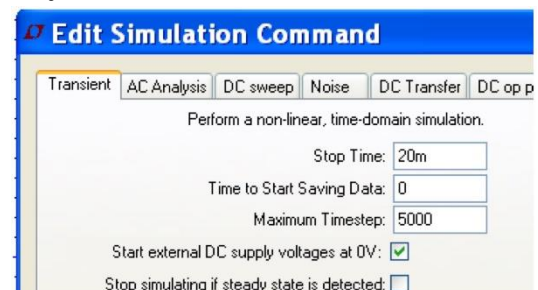 Edit Simulation Command
Transient AC Analysis DC sweep Noise DC Transfer DC op p
Perform a non-linear, time-domain simulation.
Stop Time: 20m
Time to Start Saving Data: 0
Maximum Timestep: 5000
Start external DC supply voltages at 0V:
Stop simulating if steady state is detected: